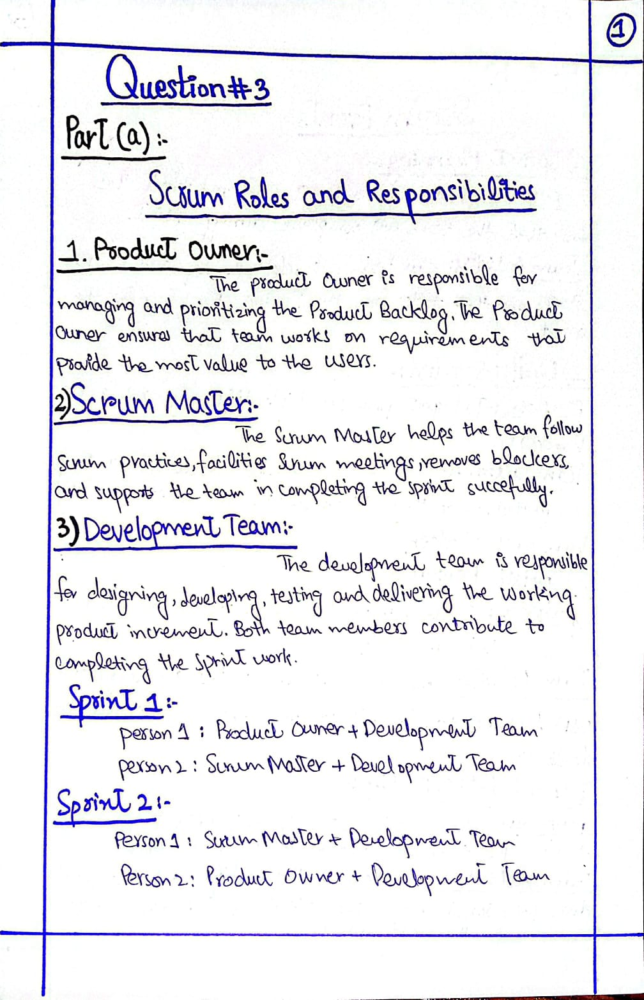 1
Question #3
Part (a) :-
Scrum Roles and Responsibilities
1. Product Owner:-
The product Owner is responsible for
managing and prioritizing the Product Backlog. The Product
Owner ensures that team works on requirements that
provide the most value to the users.
2) Scrum Master:-
The Scrum Master helps the team follow
Scrum practices, facilities Scrum meetings, removes blockers,
and supports the team in completing the sprint succefully.
3) Development Team:-
The development team is responsible
for designing, developing, testing and delivering the working
product increment. Both team members contribute to
completing the sprint work.
Sprint 1:-
person 1 : Product Owner + Development Team
person 2 : Scrum Master + Development Team
Sprint 2:-
Person 1 : Scrum Master + Development Team
Person 2 : Product Owner + Development Team